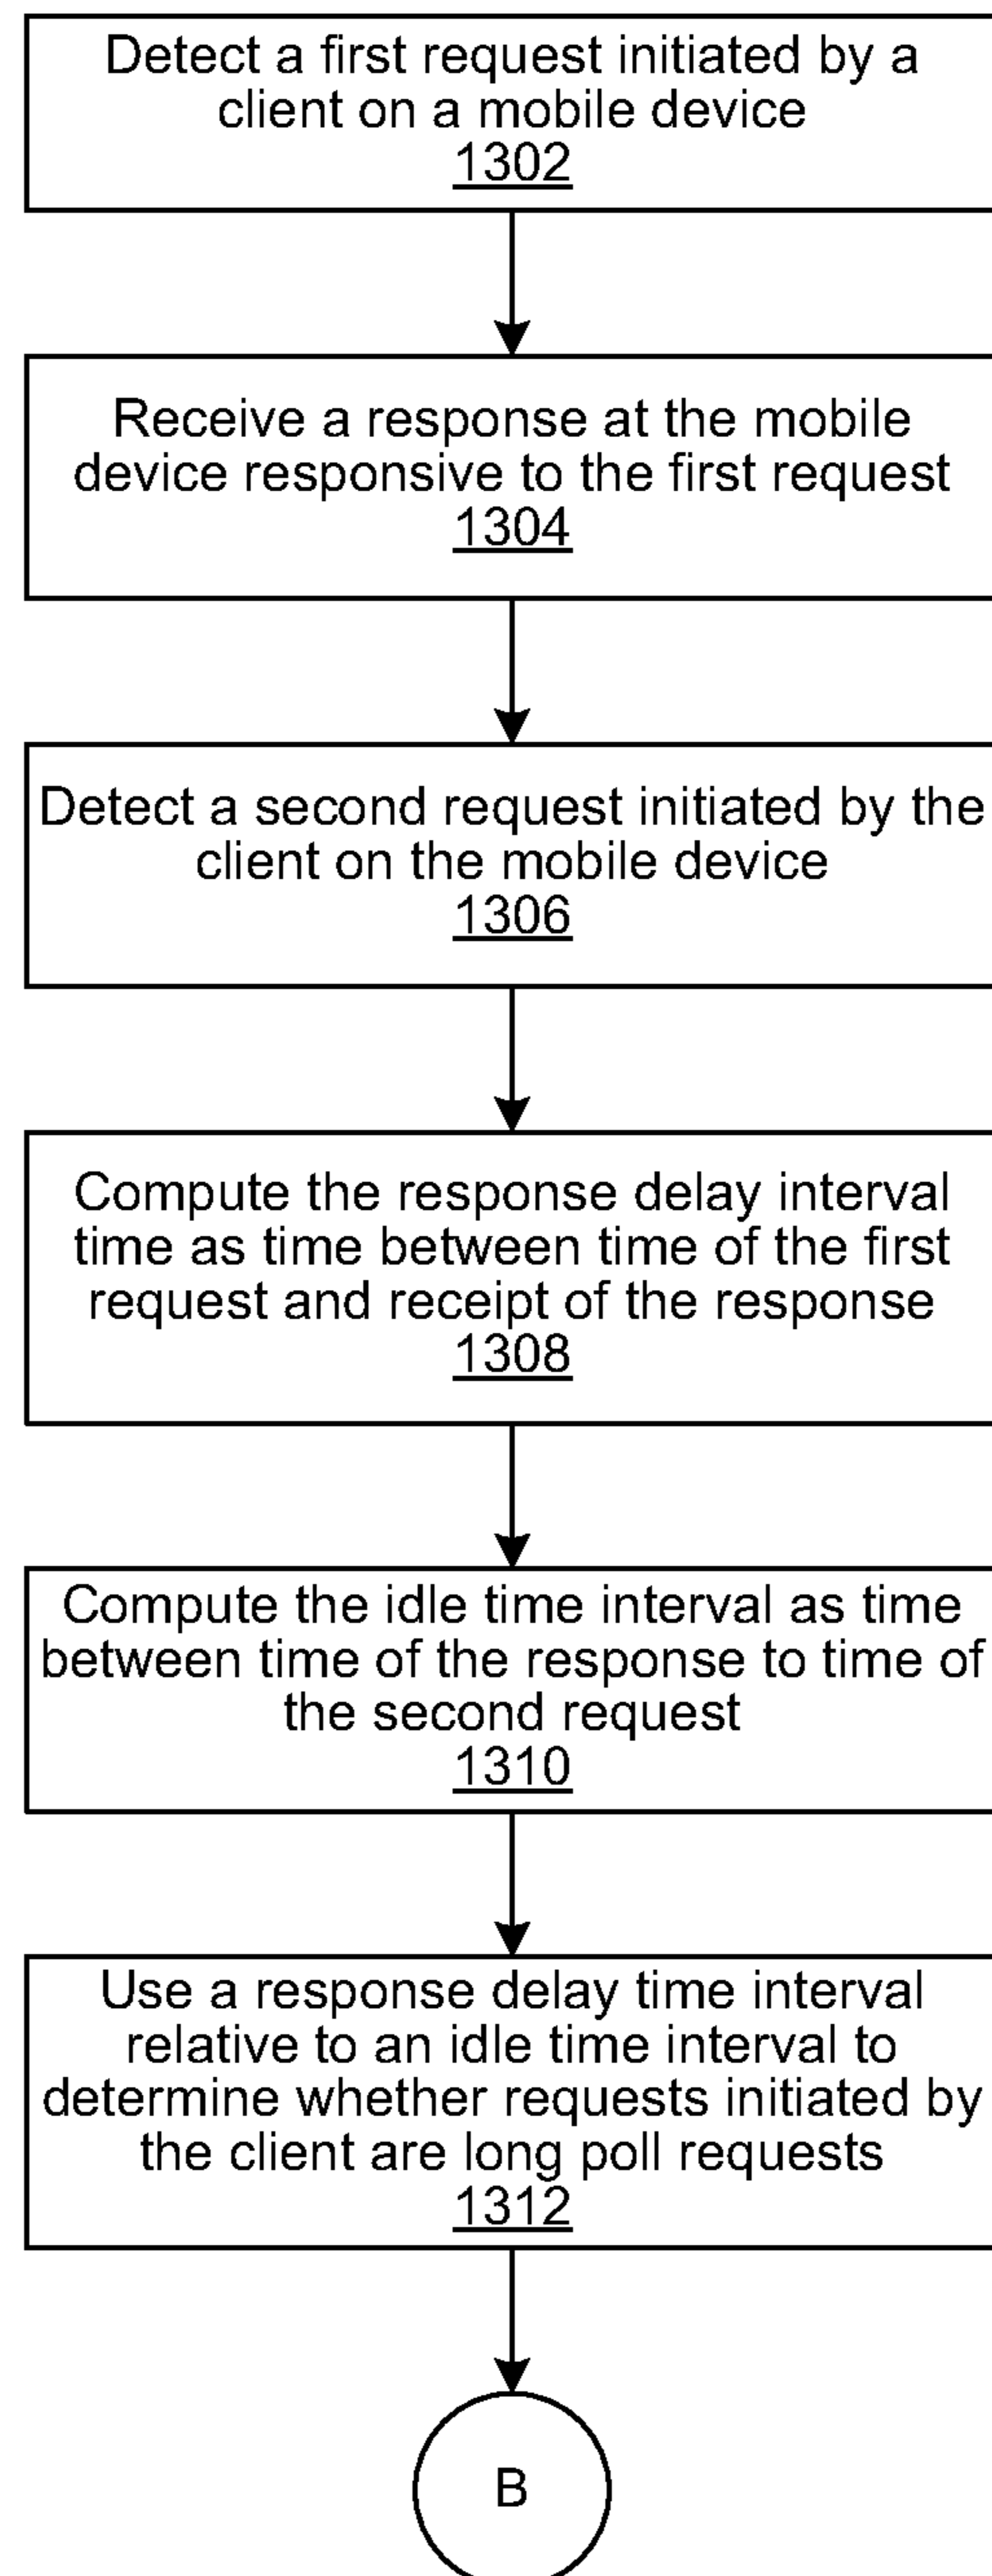 Detect a first request initiated by a
client on a mobile device
1302
Receive a response at the mobile
device responsive to the first request
1304
Detect a second request initiated by the
client on the mobile device
1306
Compute the response delay interval
time as time between time of the first
request and receipt of the response
1308
Compute the idle time interval as time
between time of the response to time of
the second request
1310
Use a response delay time interval
relative to an idle time interval to
determine whether requests initiated by
the client are long poll requests
1312
B